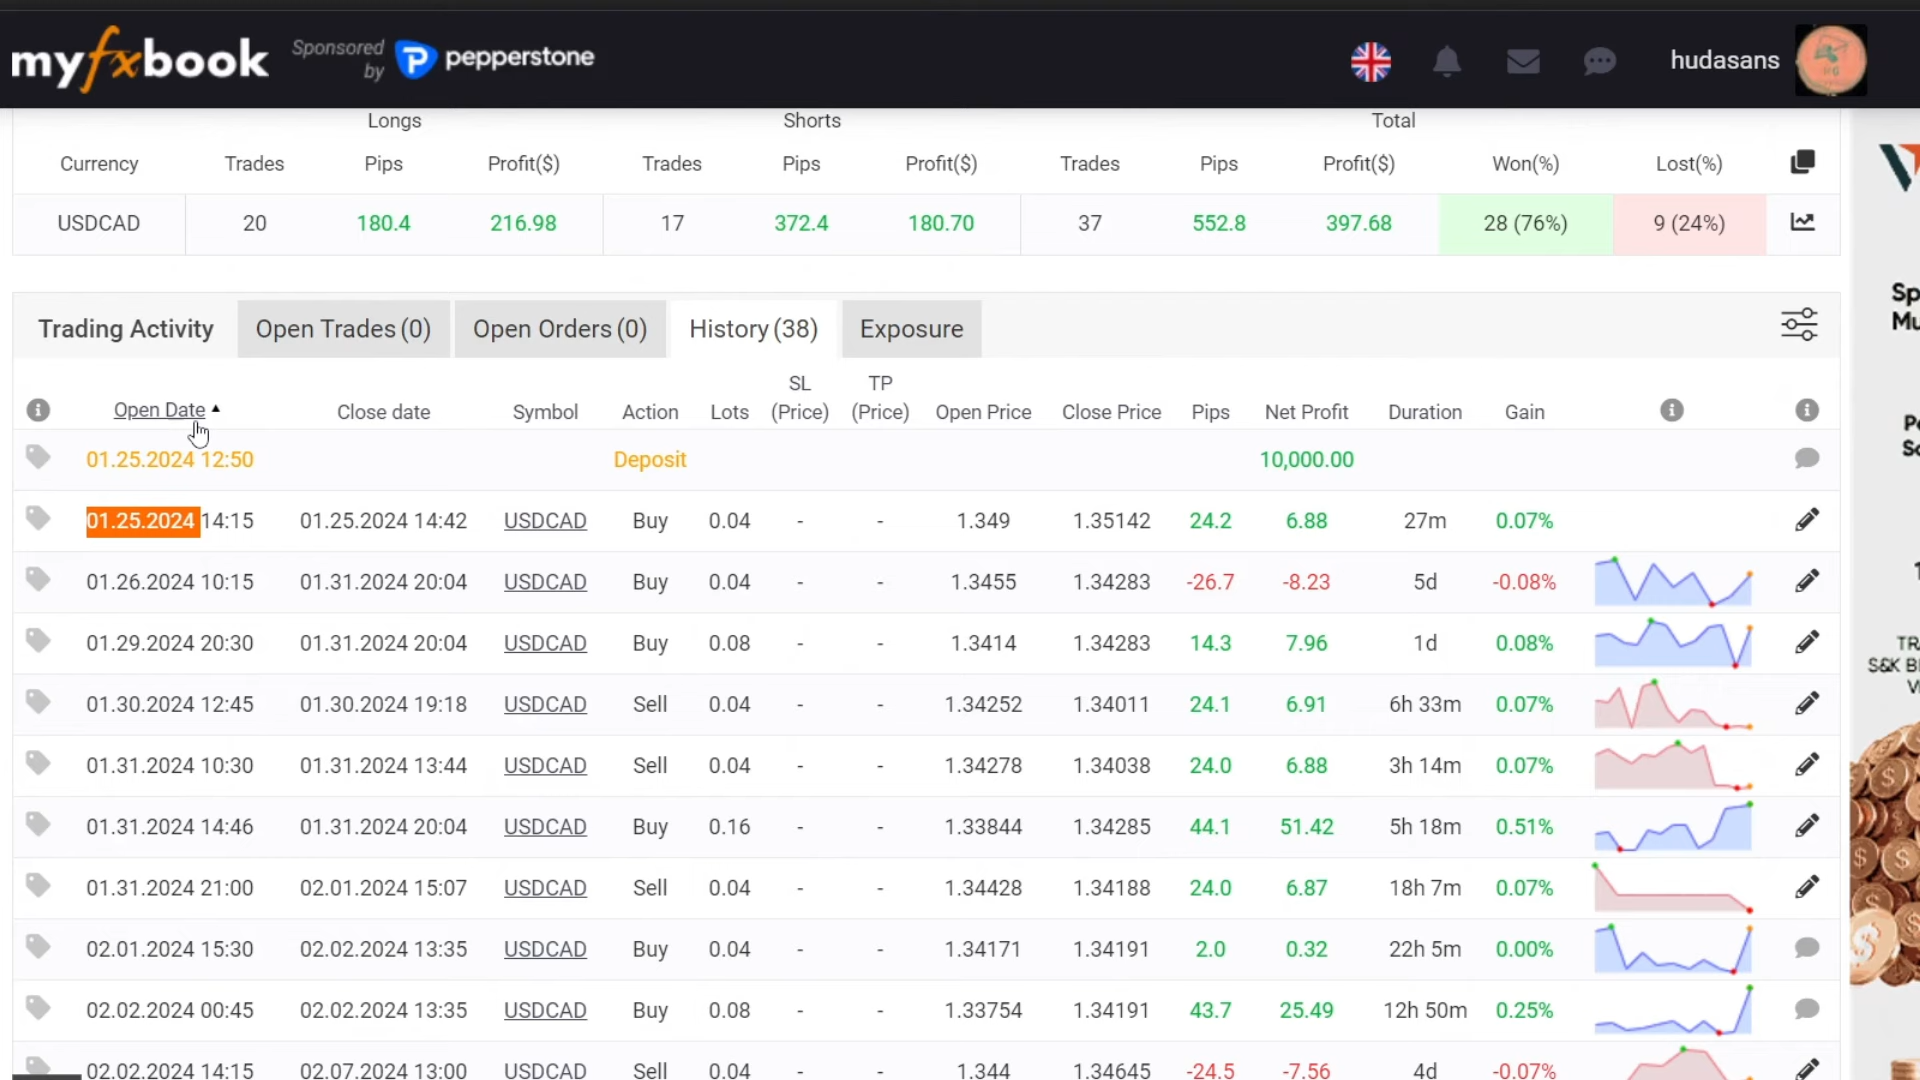 myfxbook Sponsored by pepperstone hudasans
Longs Shorts Total
Currency Trades Pips Profit($) Trades Pips Profit($) Trades Pips Profit($) Won(%) Lost(%)
USDCAD 20 180.4 216.98 17 372.4 180.70 37 552.8 397.68 28 (76%) 9 (24%)
Trading Activity Open Trades (0) Open Orders (0) History (38) Exposure
Open Date Close date Symbol Action Lots SL (Price) TP (Price) Open Price Close Price Pips Net Profit Duration Gain
01.25.2024 12:50 Deposit 10,000.00
01.25.2024 14:15 01.25.2024 14:42 USDCAD Buy 0.04 - - 1.349 1.35142 24.2 6.88 27m 0.07%
01.26.2024 10:15 01.31.2024 20:04 USDCAD Buy 0.04 - - 1.3455 1.34283 -26.7 -8.23 5d -0.08%
01.29.2024 20:30 01.31.2024 20:04 USDCAD Buy 0.08 - - 1.3414 1.34283 14.3 7.96 1d 0.08%
01.30.2024 12:45 01.30.2024 19:18 USDCAD Sell 0.04 - - 1.34252 1.34011 24.1 6.91 6h 33m 0.07%
01.31.2024 10:30 01.31.2024 13:44 USDCAD Sell 0.04 - - 1.34278 1.34038 24.0 6.88 3h 14m 0.07%
01.31.2024 14:46 01.31.2024 20:04 USDCAD Buy 0.16 - - 1.33844 1.34285 44.1 51.42 5h 18m 0.51%
01.31.2024 21:00 02.01.2024 15:07 USDCAD Sell 0.04 - - 1.34428 1.34188 24.0 6.87 18h 7m 0.07%
02.01.2024 15:30 02.02.2024 13:35 USDCAD Buy 0.04 - - 1.34171 1.34191 2.0 0.32 22h 5m 0.00%
02.02.2024 00:45 02.02.2024 13:35 USDCAD Buy 0.08 - - 1.33754 1.34191 43.7 25.49 12h 50m 0.25%
02.02.2024 14:15 02.07.2024 13:00 USDCAD Sell 0.04 - - 1.344 1.34645 -24.5 -7.56 4d -0.07%